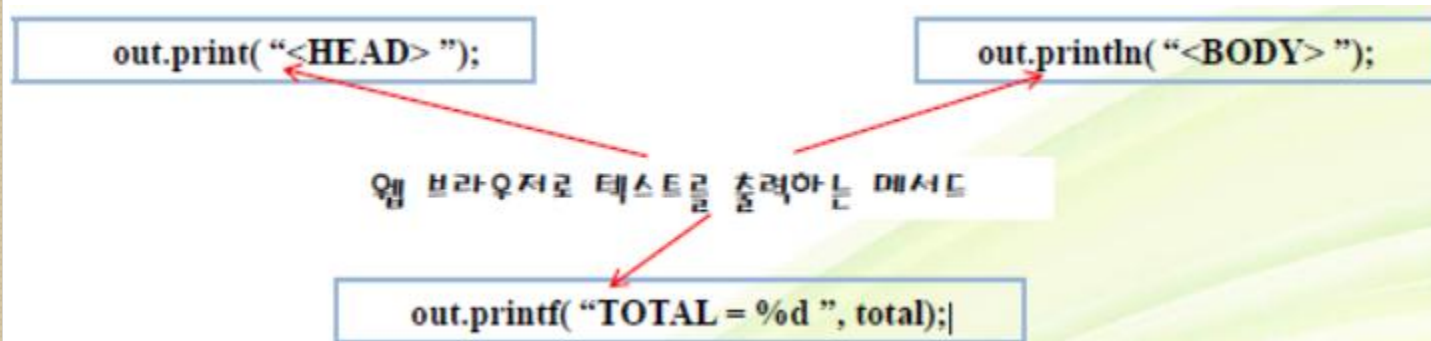 out.print( “<HEAD> ”);
out.println( “<BODY> ”);
웹 브라우저로 텍스트를 출력하는 메서드
out.printf( “TOTAL = %d ”, total);